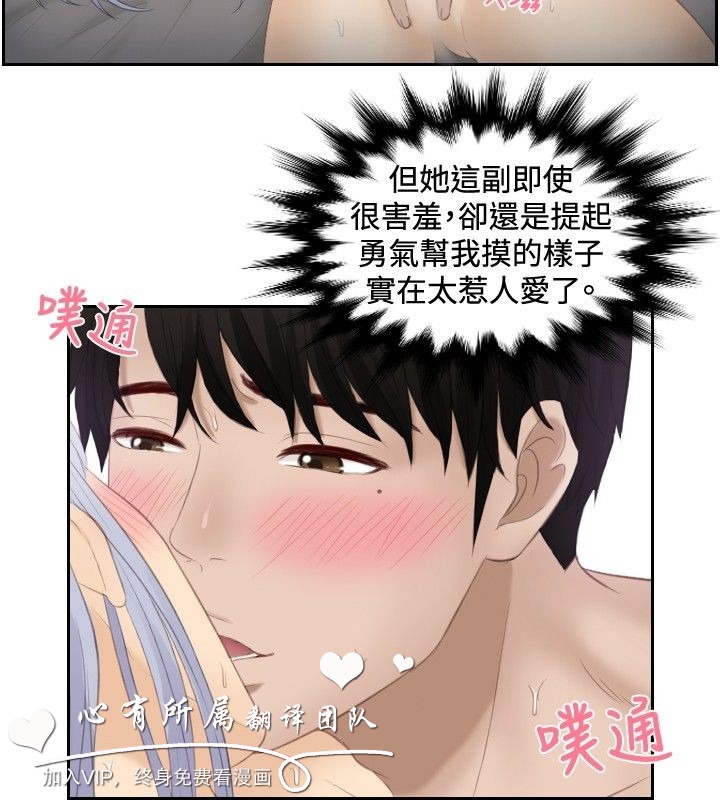 但她這副即使
很害羞，卻還是提起
勇氣幫我摸的樣子
實在太惹人愛了。
噗通
噗通
心有所属翻译团队
加入VIP，终身免费看漫画